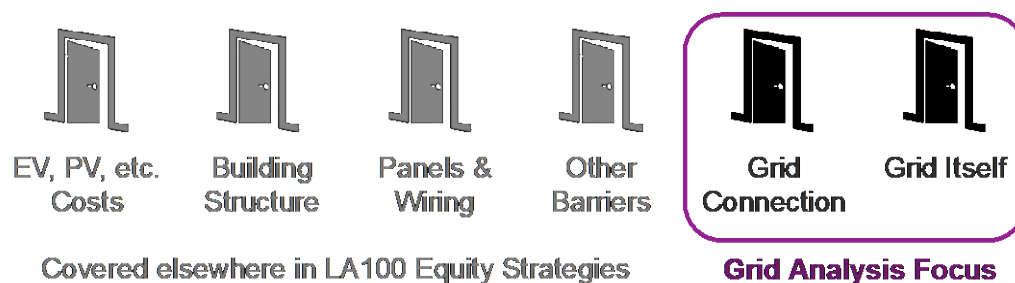 EV, PV, etc.
Costs
Building
Structure
Panels &
Wiring
Other
Barriers
Grid
Connection
Grid Itself
Covered elsewhere in LA100 Equity Strategies
Grid Analysis Focus